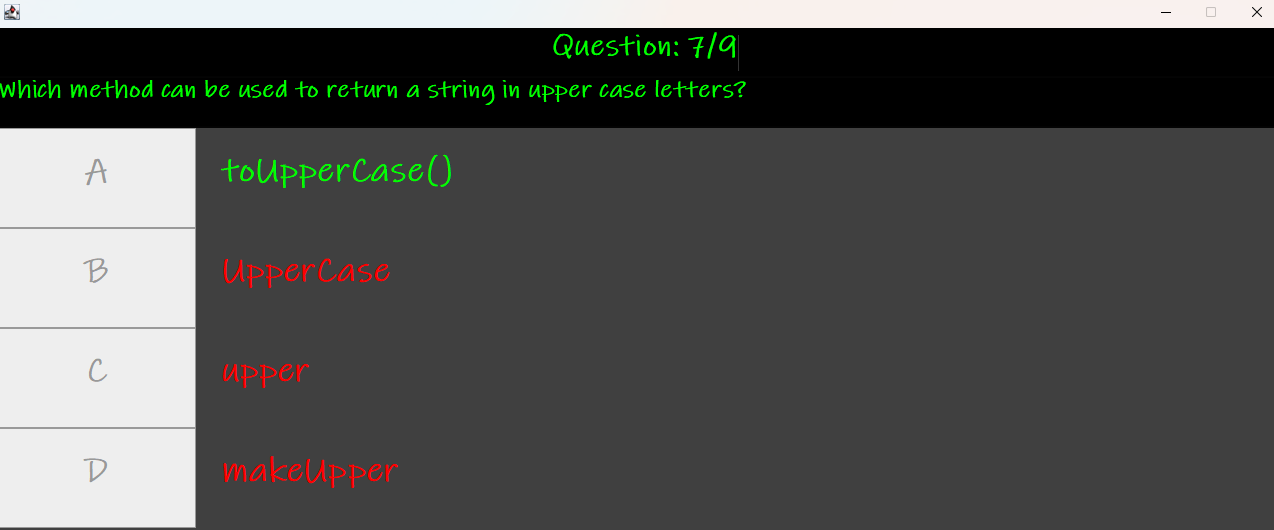 Question: 7/9
Which method can be used to return a string in upper case letters?
A
toUpperCase()
B
UpperCase
C
upper
D
makeUpper